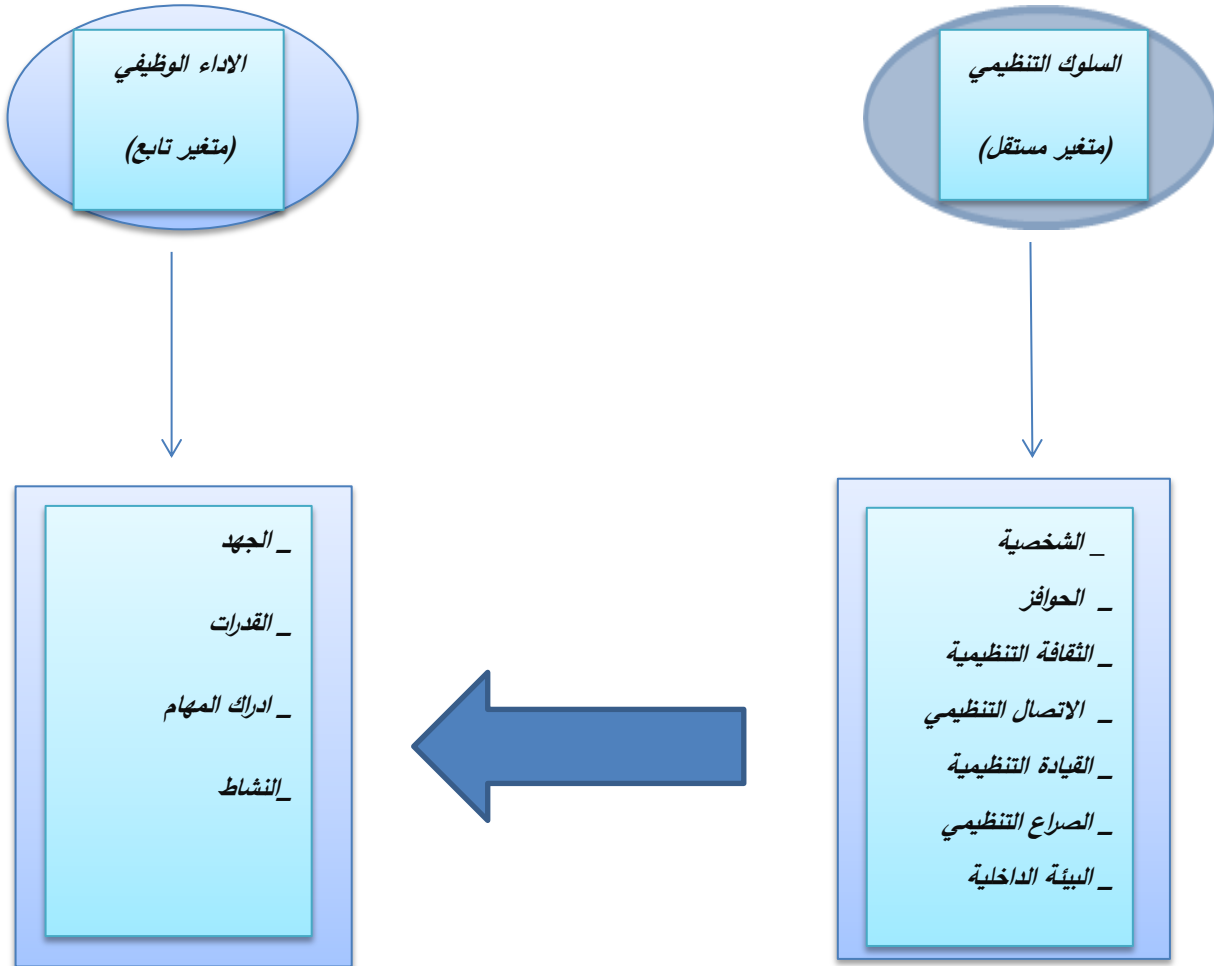 السلوك التنظيمي
(متغير مستقل)
الاداء الوظيفي
(متغير تابع)
_ الشخصية
_ الحوافز
_ الثقافة التنظيمية
_ الاتصال التنظيمي
_ القيادة التنظيمية
_ الصراع التنظيمي
_ البيئة الداخلية
_ الجهد
_ القدرات
_ ادراك المهام
_النشاط